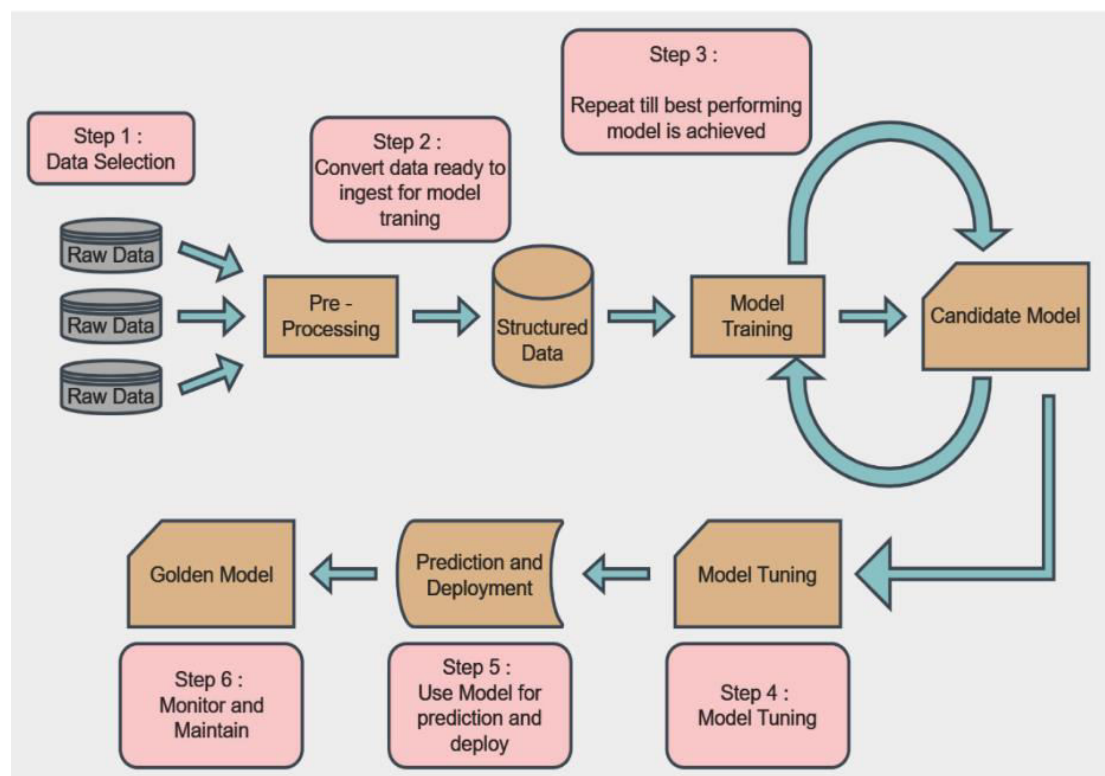 Step 1 :
Data Selection
Step 2 :
Convert data ready to
ingest for model
traning
Step 3 :
Repeat till best performing
model is achieved
Raw Data
Raw Data
Raw Data
Pre -
Processing
Structured
Data
Model
Training
Candidate Model
Golden Model
Prediction and
Deployment
Model Tuning
Step 6 :
Monitor and
Maintain
Step 5 :
Use Model for
prediction and
deploy
Step 4 :
Model Tuning